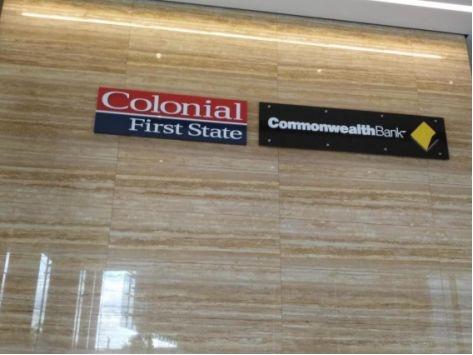 Colonial
First State
CommonwealthBank